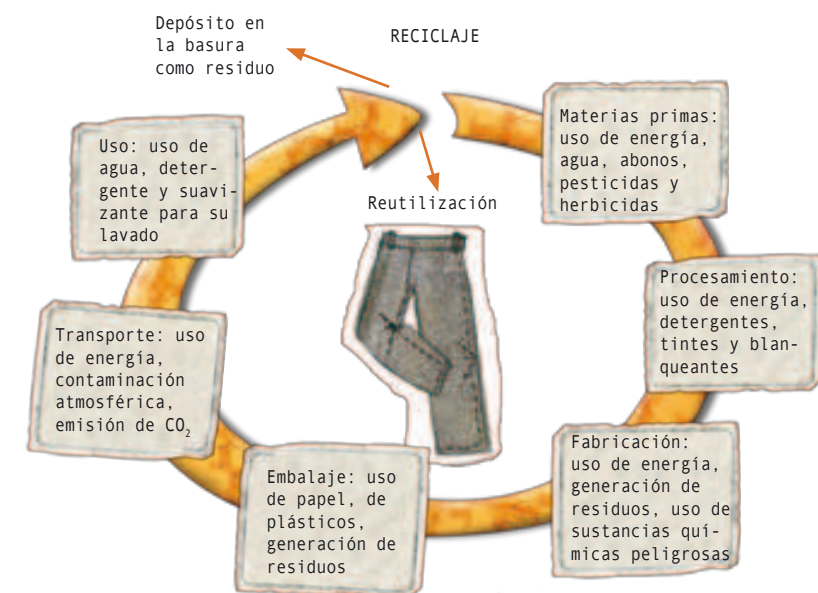 Depósito en
la basura
como residuo
RECICLAJE
Materias primas:
uso de energía,
agua, abonos,
pesticidas y
herbicidas
Procesamiento:
uso de energía,
detergentes,
tintes y blan-
queantes
Fabricación:
uso de energía,
generación de
residuos, uso de
sustancias quí-
micas peligrosas
Embalaje: uso
de papel, de
plásticos,
generación de
residuos
Transporte: uso
de energía,
contaminación
atmosférica,
emisión de CO₂
Uso: uso de
agua, deter-
gente y suavi-
zante para su
lavado
Reutilización